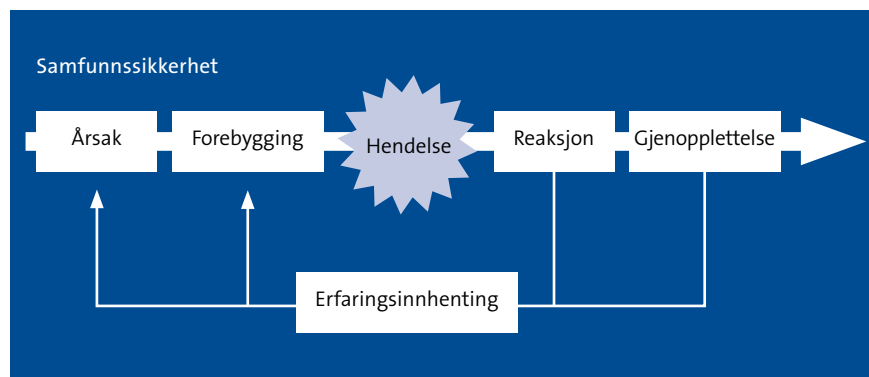 Samfunnssikkerhet
Årsak
Forebygging
Hendelse
Reaksjon
Gjenopplettelse
Erfaringsinnhenting